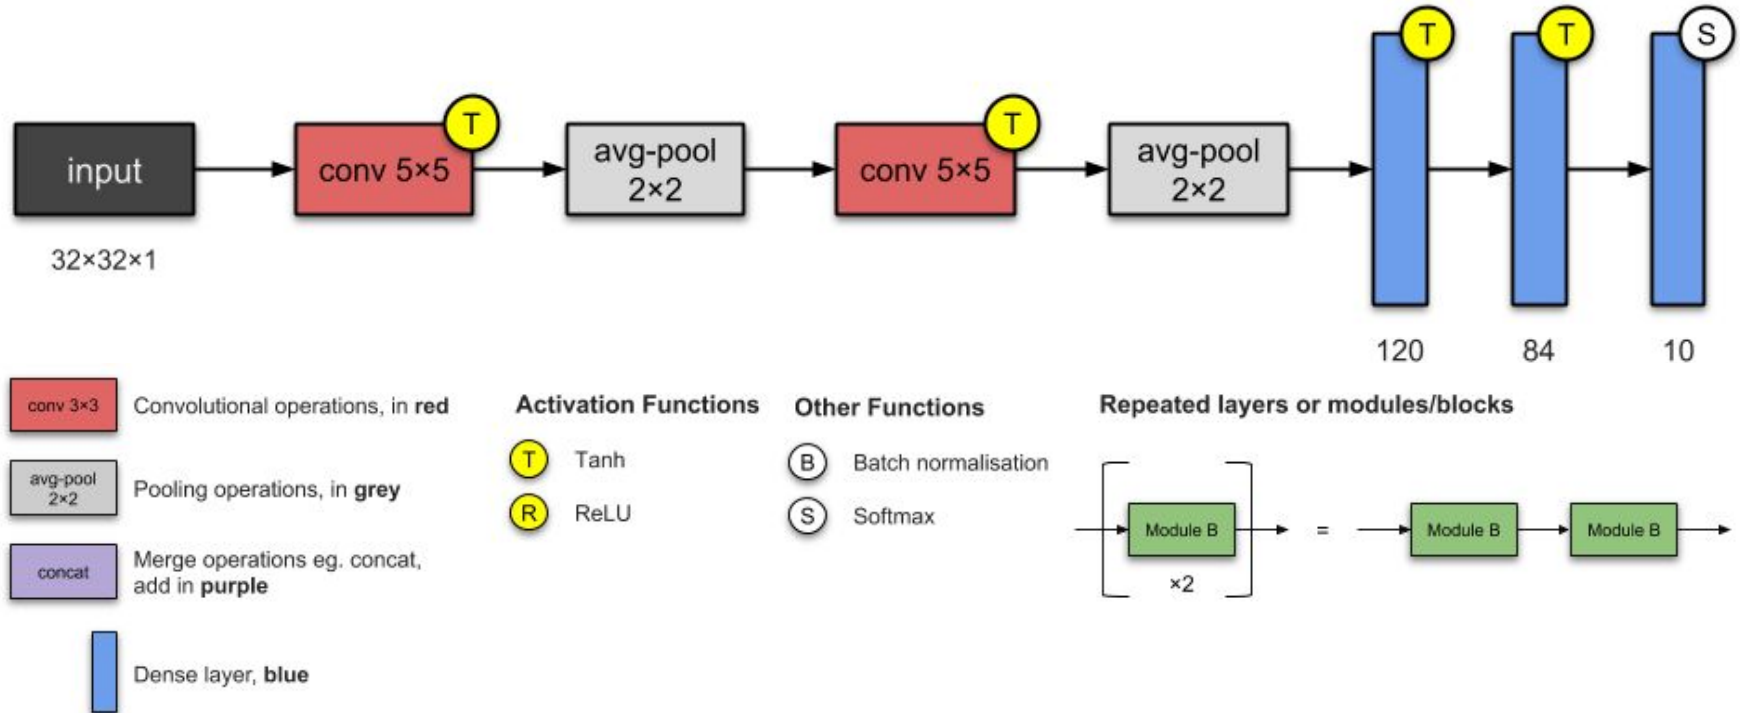 T
T
S
T
T
input
conv 5×5
avg-pool
2×2
conv 5×5
avg-pool
2×2
32×32×1
120
84
10
conv 3×3
Convolutional operations, in red
avg-pool
2×2
Pooling operations, in grey
concat
Merge operations eg. concat,
add in purple
Dense layer, blue
Activation Functions
T Tanh
R ReLU
Other Functions
B Batch normalisation
S Softmax
Repeated layers or modules/blocks
Module B
×2
=
Module B
Module B